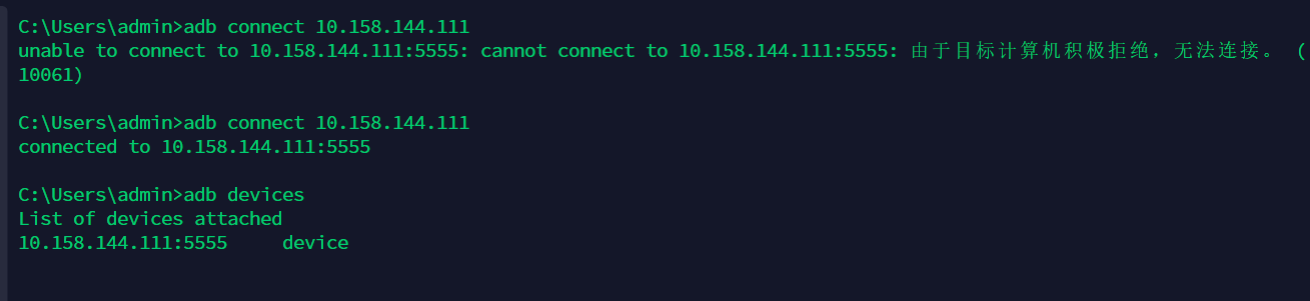 C:\Users\admin>adb connect 10.158.144.111
unable to connect to 10.158.144.111:5555: cannot connect to 10.158.144.111:5555: 由于目标计算机积极拒绝，无法连接。 (
10061)
C:\Users\admin>adb connect 10.158.144.111
connected to 10.158.144.111:5555
C:\Users\admin>adb devices
List of devices attached
10.158.144.111:5555     device